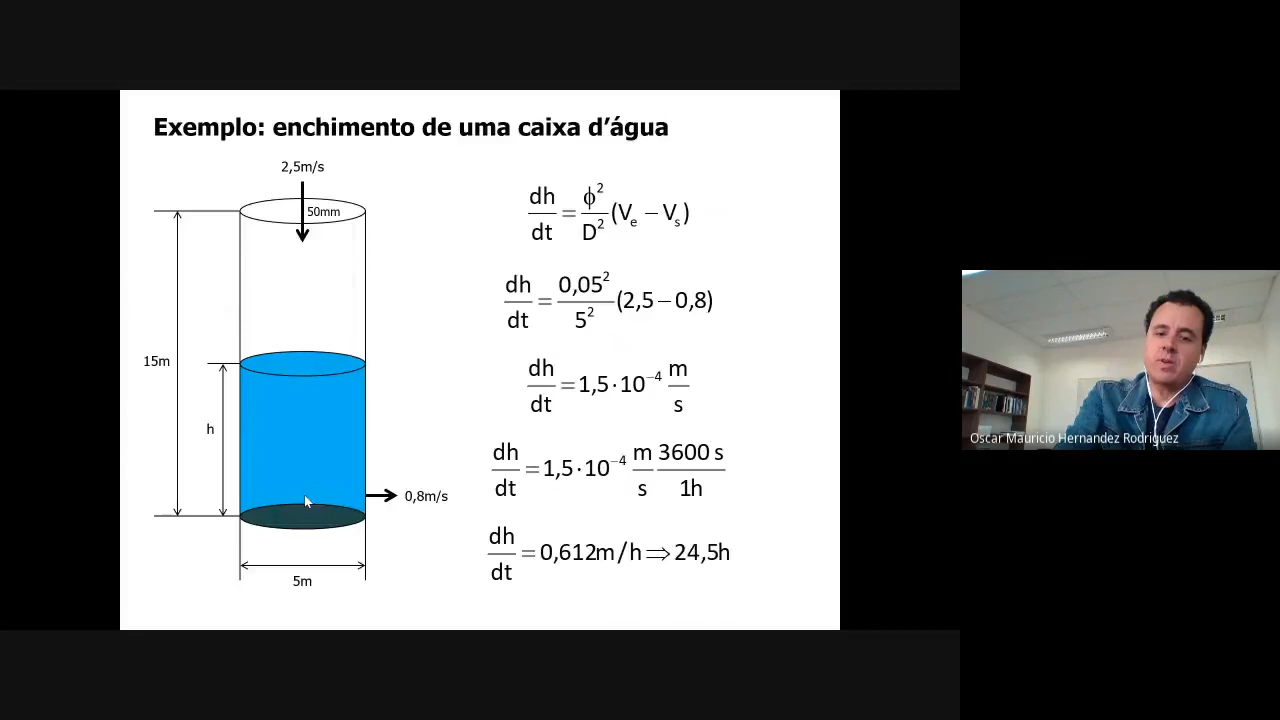 Exemplo: enchimento de uma caixa d’água
2,5m/s
50mm
15m
h
0,8m/s
5m
dh/dt = ϕ²/D² (Vₑ − Vₛ)
dh/dt = 0,05²/5² (2,5 − 0,8)
dh/dt = 1,5·10⁻⁴ m/s
dh/dt = 1,5·10⁻⁴ m/s 3600 s/1h
dh/dt = 0,612m/h ⇒ 24,5h
Oscar Mauricio Hernandez Rodriguez